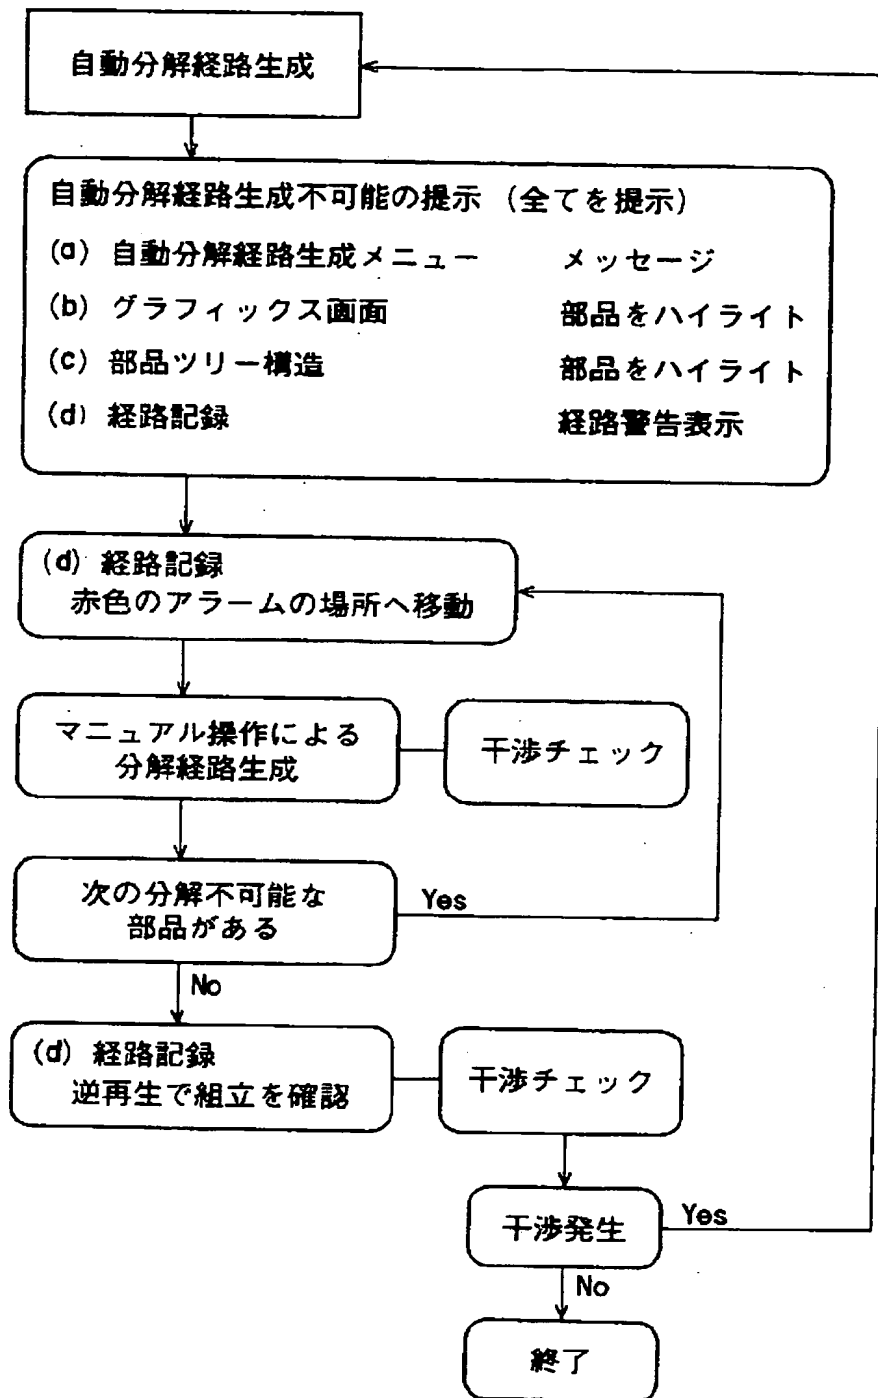 自動分解経路生成
自動分解経路生成不可能の提示 (全てを提示)
(a) 自動分解経路生成メニュー メッセージ
(b) グラフィックス画面 部品をハイライト
(c) 部品ツリー構造 部品をハイライト
(d) 経路記録 経路警告表示
(d) 経路記録
赤色のアラームの場所へ移動
マニュアル操作による
分解経路生成
干渉チェック
次の分解不可能な
部品がある
Yes
No
(d) 経路記録
逆再生で組立を確認
干渉チェック
干渉発生
Yes
No
終了